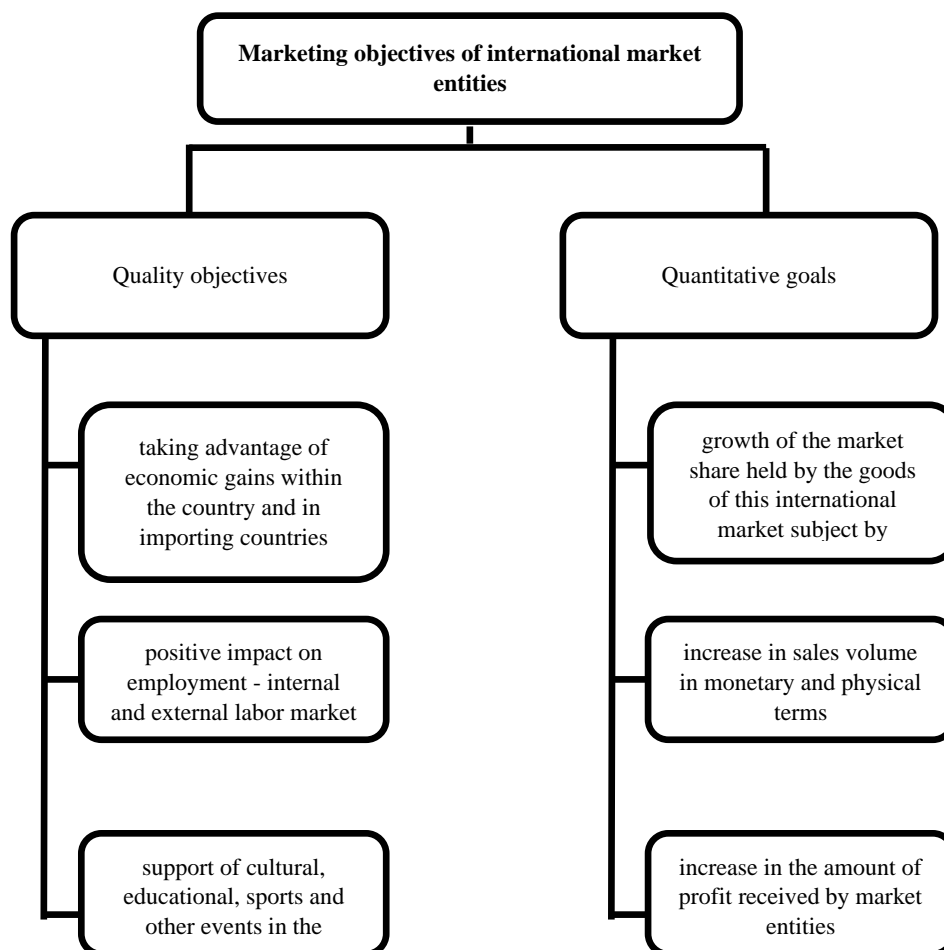 Marketing objectives of international market
entities
Quality objectives
taking advantage of
economic gains within
the country and in
importing countries
positive impact on
employment - internal
and external labor market
support of cultural,
educational, sports and
other events in the
Quantitative goals
growth of the market
share held by the goods
of this international
market subject by
increase in sales volume
in monetary and physical
terms
increase in the amount of
profit received by market
entities